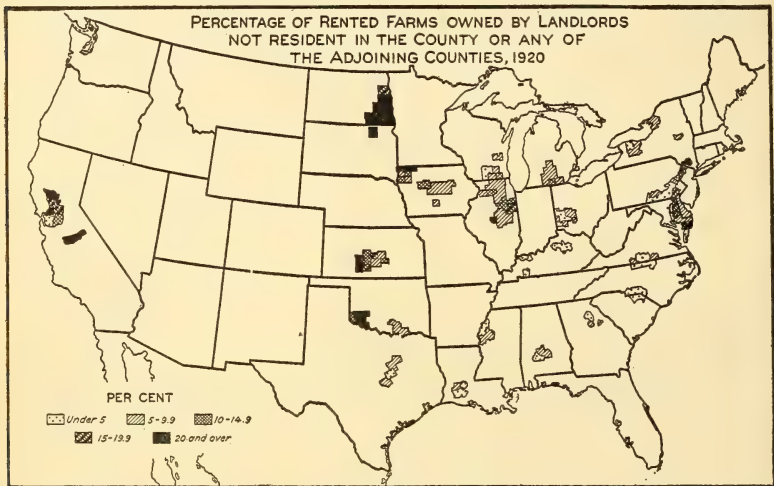 PERCENTAGE OF RENTED FARMS OWNED BY LANDLORDS
NOT RESIDENT IN THE COUNTY OR ANY OF
THE ADJOINING COUNTIES, 1920
PER CENT
Under 5 5-9.9 10-14.9
15-19.9 20 and over